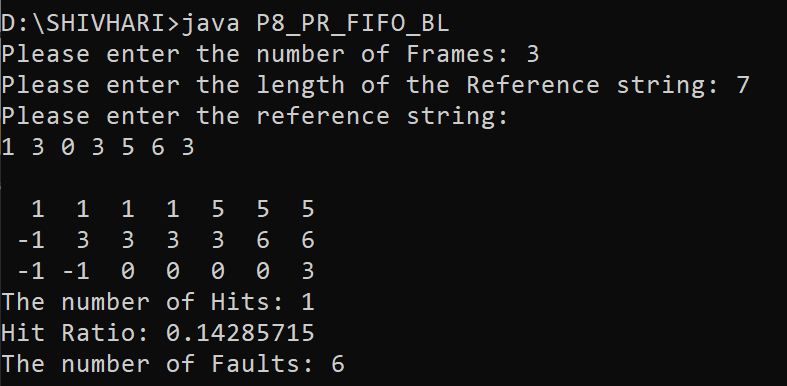 D:\SHIVHARI>java P8_PR_FIFO_BL
Please enter the number of Frames: 3
Please enter the length of the Reference string: 7
Please enter the reference string:
1 3 0 3 5 6 3
1 1 1 1 5 5 5
-1 3 3 3 3 6 6
-1 -1 0 0 0 0 3
The number of Hits: 1
Hit Ratio: 0.14285715
The number of Faults: 6